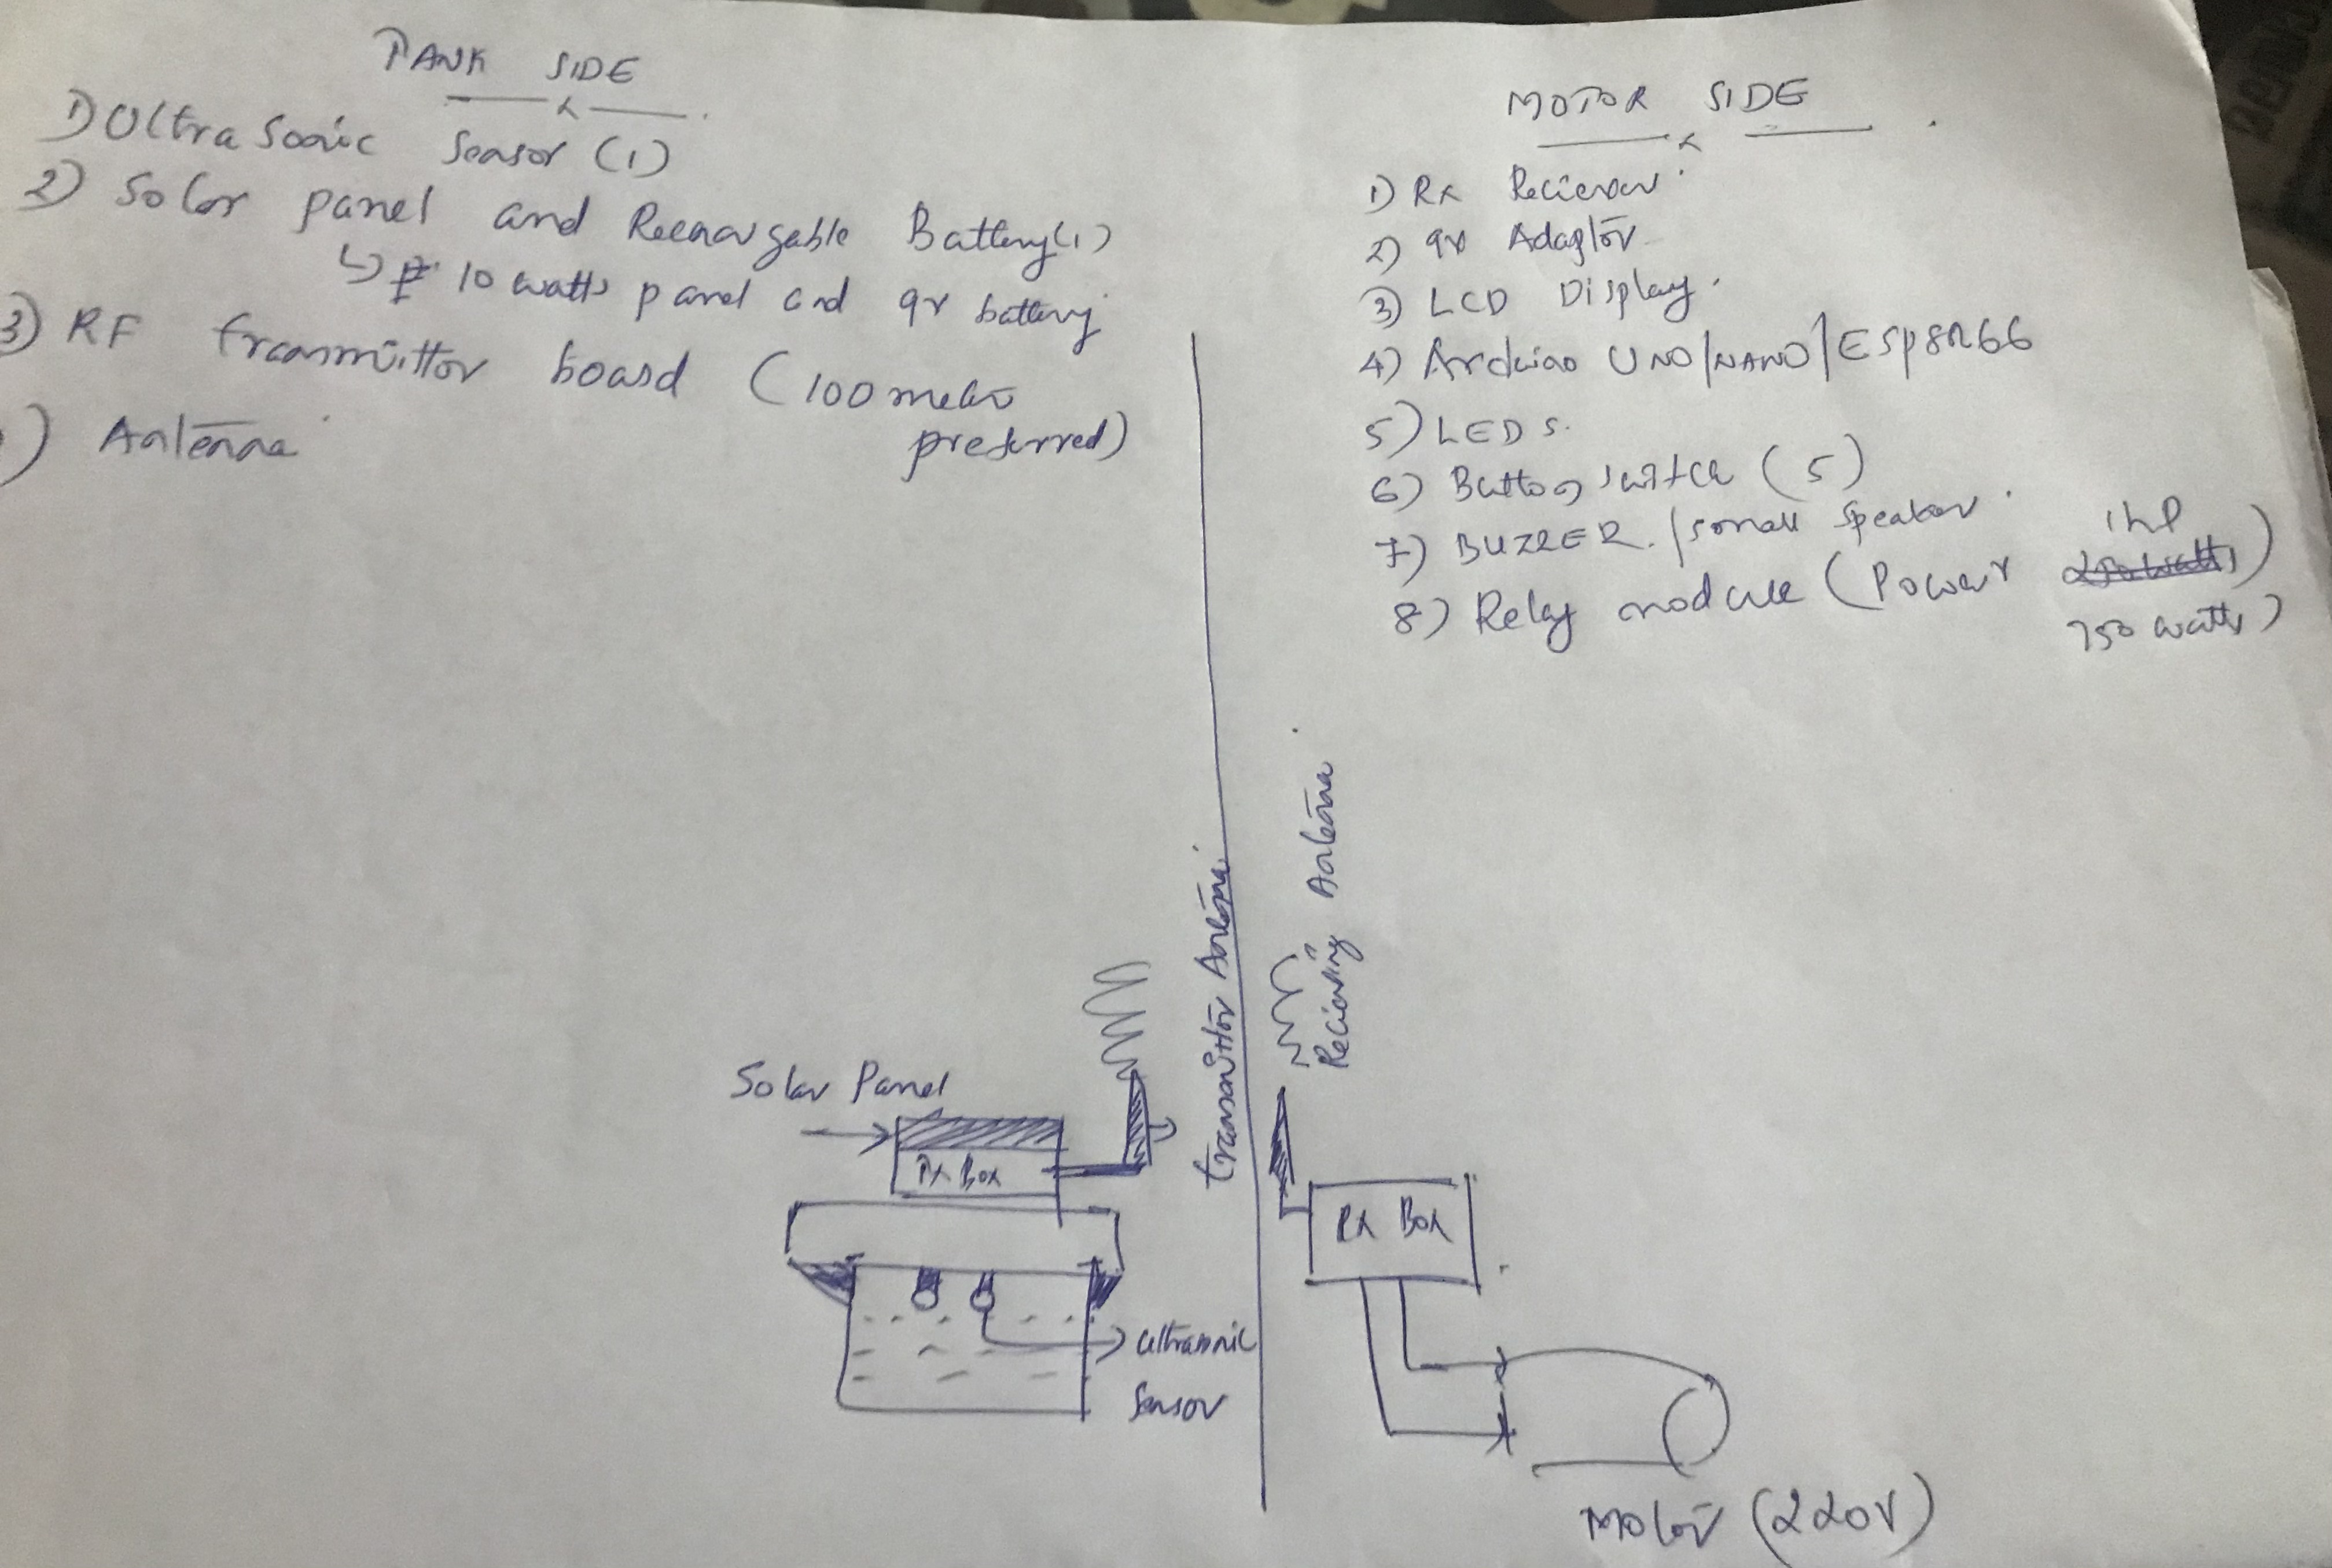 TANK SIDE
1) Ultrasonic Sensor (1)
2) Solar panel and Rechargable Battery (1)
↳ 10 watts panel and 9v battery
3) RF transmittor board (100 meter
preferred)
) Antenna
MOTOR SIDE
1) RX Reciever
2) 9v Adaptor
3) LCD Display
4) Arduino UNO/NANO/ESP8266
5) LEDs.
6) Button switch (5)
7) BUZZER./small speaker
1hp
8) Relay module (Power 250 watts)
750 watts)
Transmittor Antenna
Recieving Antenna
Solar Panel
TX Box
RX Box
Ultrasonic
Sensor
Motor (220V)